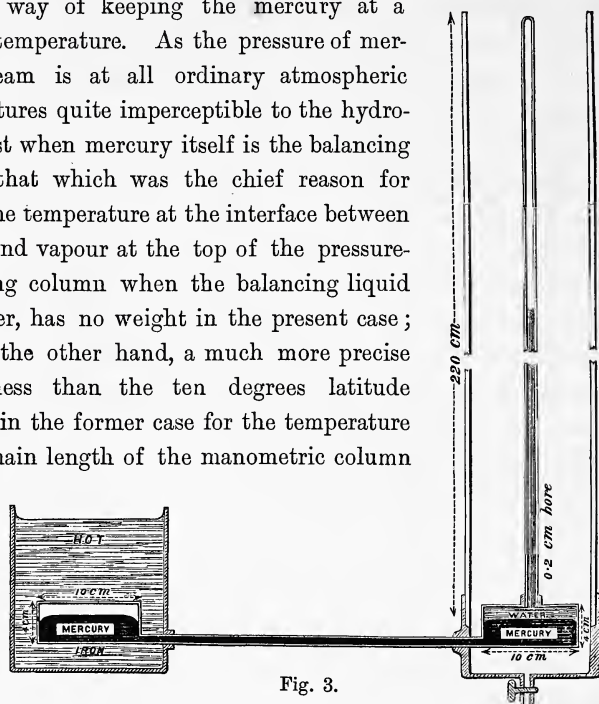 way of keeping the mercury at a
temperature. As the pressure of mer-
eam is at all ordinary atmospheric
tures quite imperceptible to the hydro-
st when mercury itself is the balancing
that which was the chief reason for
ne temperature at the interface between
nd vapour at the top of the pressure-
ng column when the balancing liquid
er, has no weight in the present case;
the other hand, a much more precise
ness than the ten degrees latitude
in the former case for the temperature
nain length of the manometric column
220 cm
0·2 cm bore
HOT
10 cm
4 cm
MERCURY
IRON
WATER
MERCURY
4 cm
10 cm
Fig. 3.